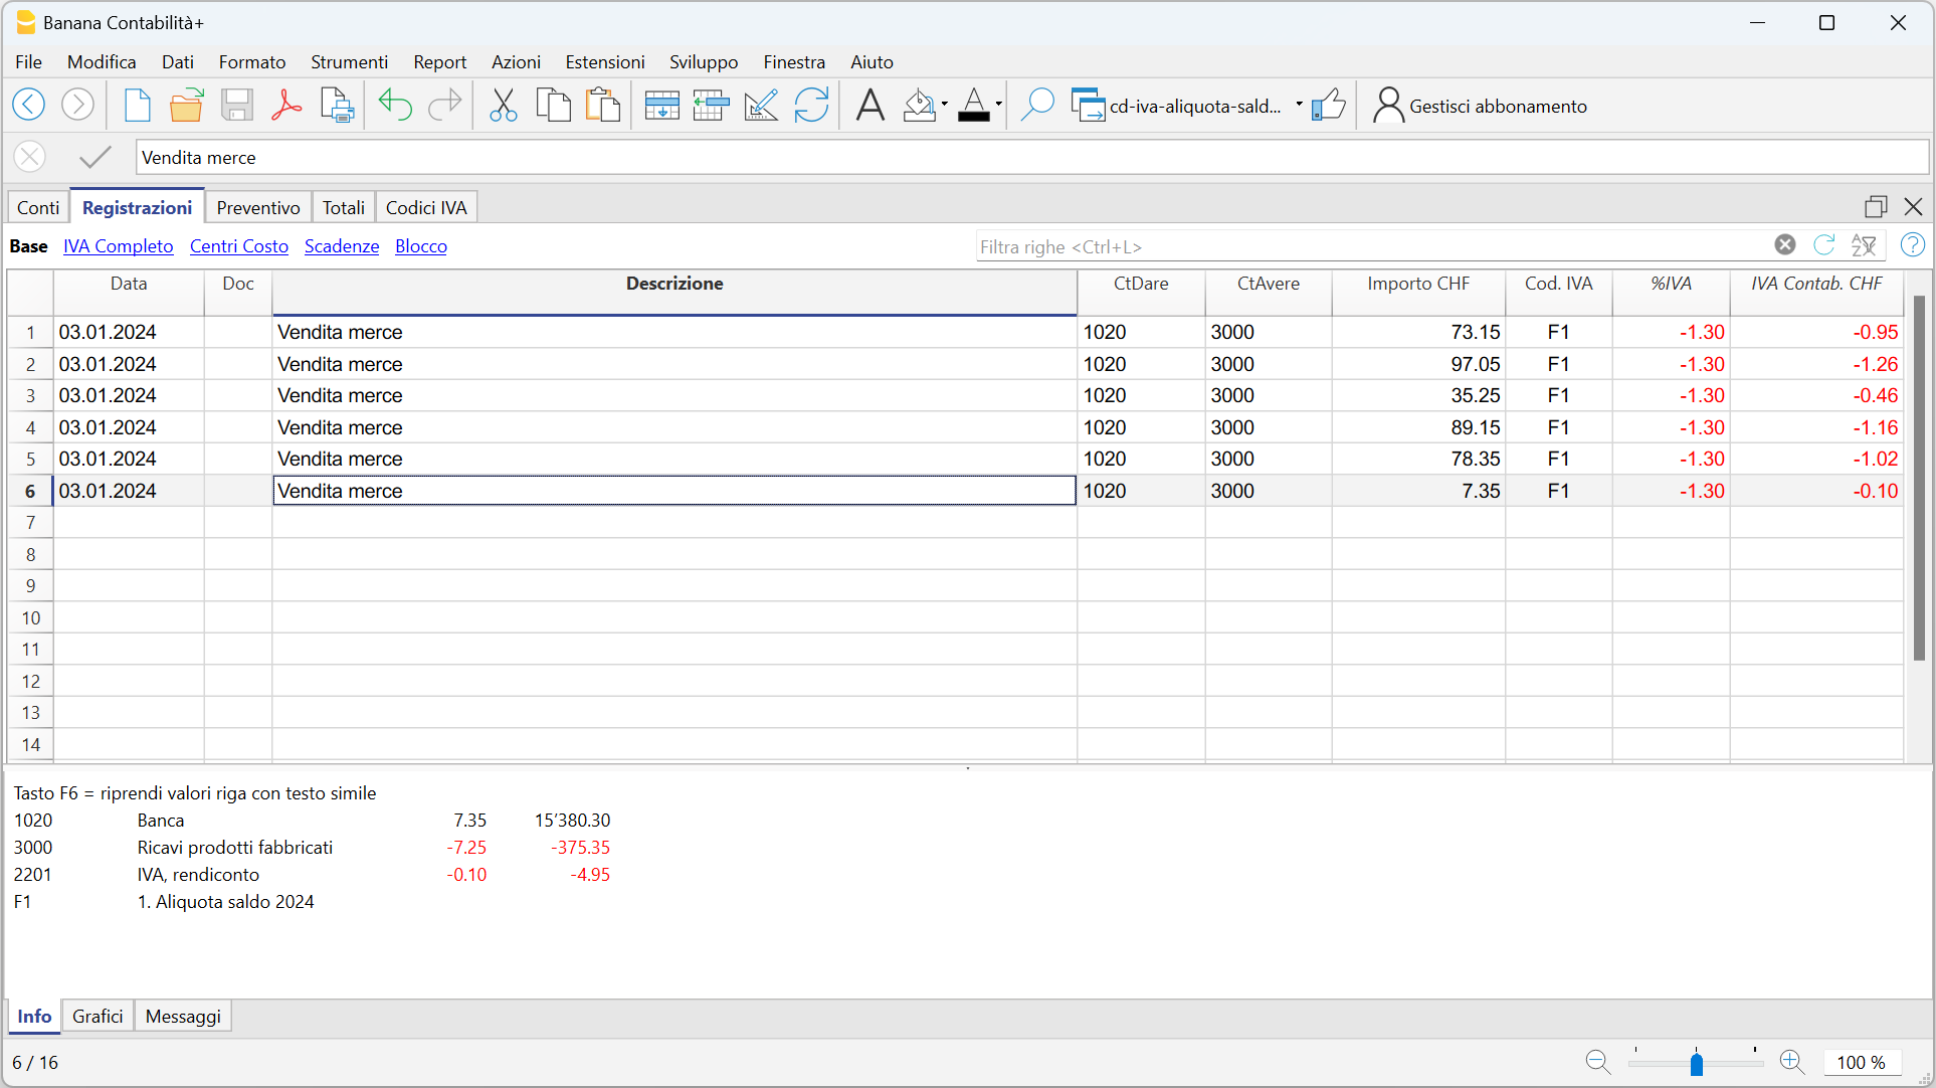 Banana Contabilità+
File Modifica Dati Formato Strumenti Report Azioni Estensioni Sviluppo Finestra Aiuto
cd-iva-aliquota-sald... Gestisci abbonamento
Vendita merce
Conti Registrazioni Preventivo Totali Codici IVA
Base IVA Completo Centri Costo Scadenze Blocco Filtra righe <Ctrl+L>
Data Doc Descrizione CtDare CtAvere Importo CHF Cod. IVA %IVA IVA Contab. CHF
1 03.01.2024 Vendita merce 1020 3000 73.15 F1 -1.30 -0.95
2 03.01.2024 Vendita merce 1020 3000 97.05 F1 -1.30 -1.26
3 03.01.2024 Vendita merce 1020 3000 35.25 F1 -1.30 -0.46
4 03.01.2024 Vendita merce 1020 3000 89.15 F1 -1.30 -1.16
5 03.01.2024 Vendita merce 1020 3000 78.35 F1 -1.30 -1.02
6 03.01.2024 Vendita merce 1020 3000 7.35 F1 -1.30 -0.10
7
8
9
10
11
12
13
14
Tasto F6 = riprendi valori riga con testo simile
1020 Banca 7.35 15’380.30
3000 Ricavi prodotti fabbricati -7.25 -375.35
2201 IVA, rendiconto -0.10 -4.95
F1 1. Aliquota saldo 2024
Info Grafici Messaggi
6 / 16 100 %